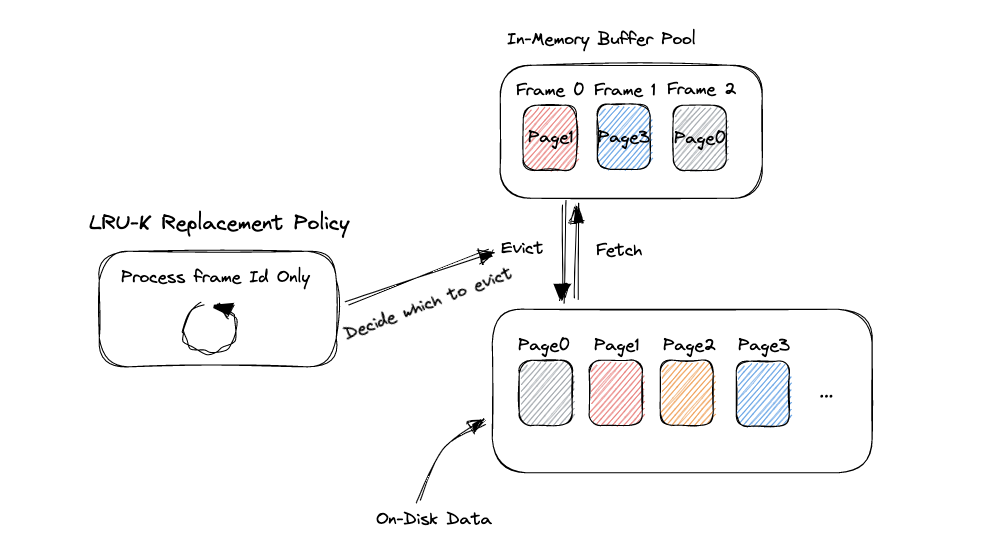 In-Memory Buffer Pool
Frame 0 Frame 1 Frame 2
Page1 Page3 Page0
LRU-K Replacement Policy
Process frame Id Only
Evict
Fetch
Decide which to evict
Page0 Page1 Page2 Page3
...
On-Disk Data